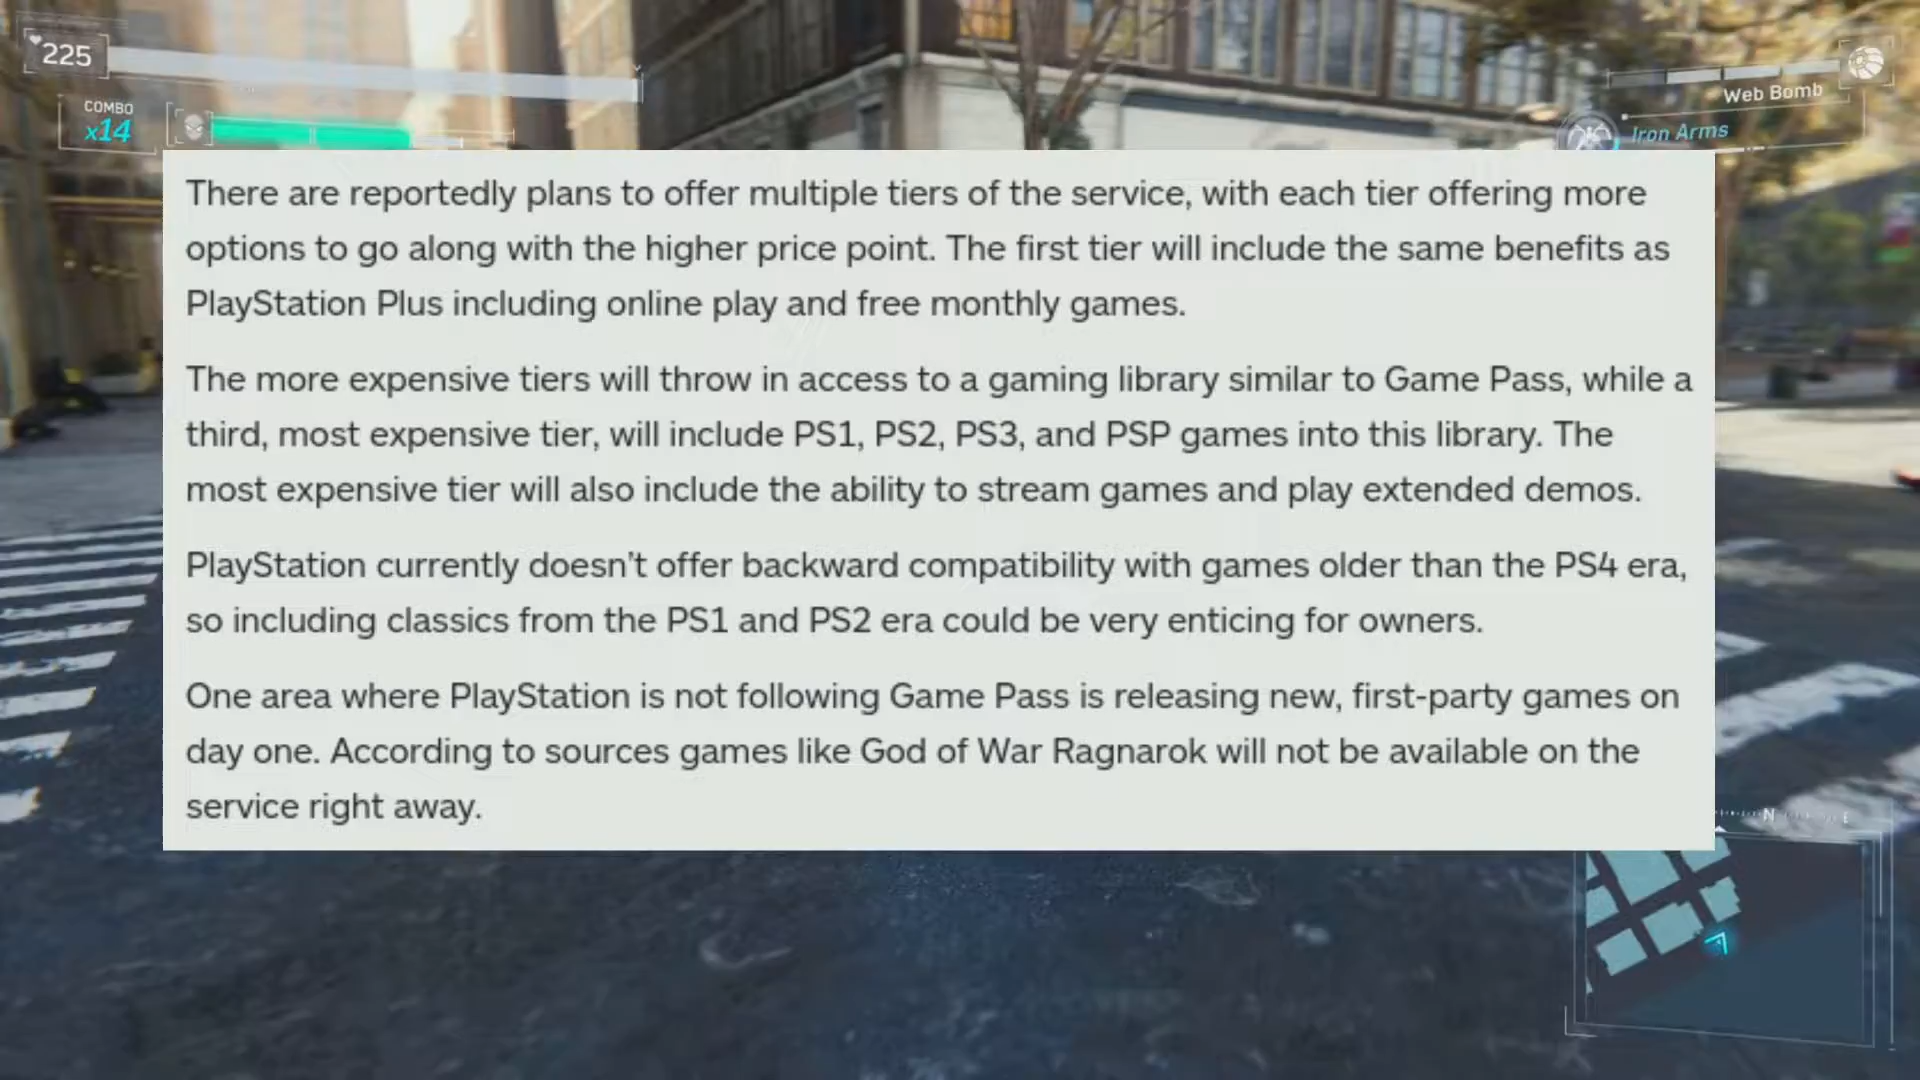 225
COMBO
x14
Web Bomb
Iron Arms
There are reportedly plans to offer multiple tiers of the service, with each tier offering more
options to go along with the higher price point. The first tier will include the same benefits as
PlayStation Plus including online play and free monthly games.
The more expensive tiers will throw in access to a gaming library similar to Game Pass, while a
third, most expensive tier, will include PS1, PS2, PS3, and PSP games into this library. The
most expensive tier will also include the ability to stream games and play extended demos.
PlayStation currently doesn't offer backward compatibility with games older than the PS4 era,
so including classics from the PS1 and PS2 era could be very enticing for owners.
One area where PlayStation is not following Game Pass is releasing new, first-party games on
day one. According to sources games like God of War Ragnarok will not be available on the
service right away.
N E